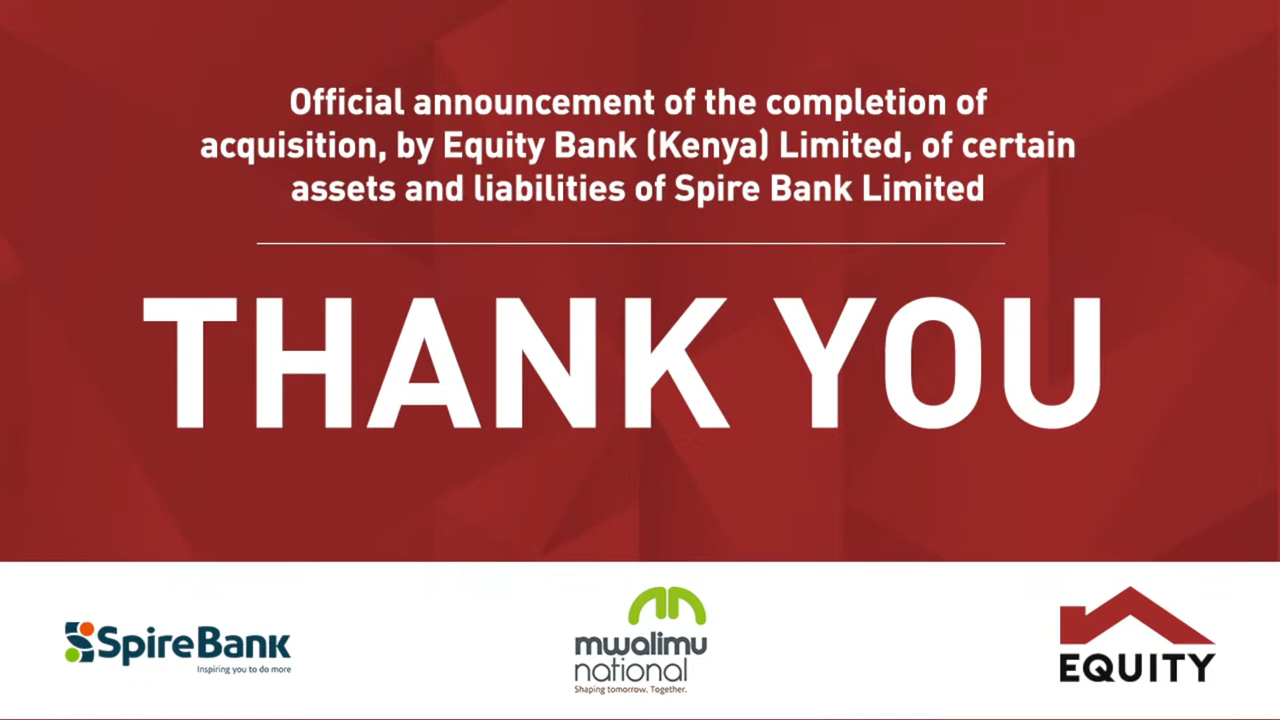 Official announcement of the completion of
acquisition, by Equity Bank (Kenya) Limited, of certain
assets and liabilities of Spire Bank Limited
THANK YOU
SpireBank
Inspiring you to do more
mwalimu
national
Shaping tomorrow. Together.
EQUITY